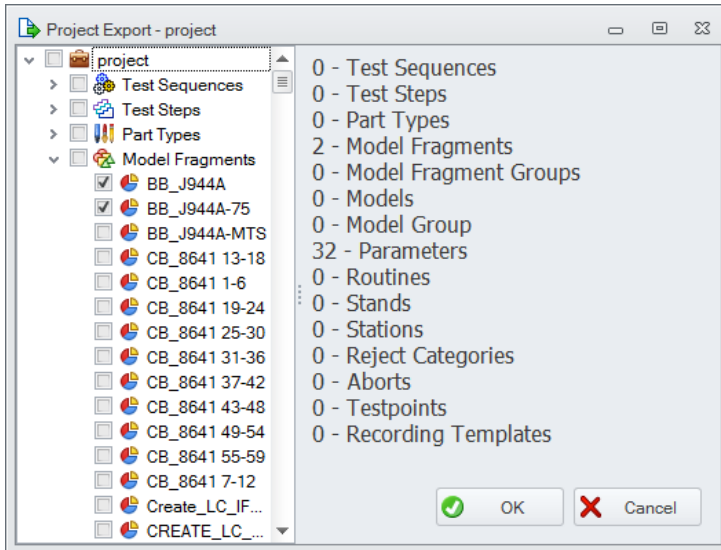 Project Export - project
project
Test Sequences
Test Steps
Part Types
Model Fragments
BB_J944A
BB_J944A-75
BB_J944A-MTS
CB_8641 13-18
CB_8641 1-6
CB_8641 19-24
CB_8641 25-30
CB_8641 31-36
CB_8641 37-42
CB_8641 43-48
CB_8641 49-54
CB_8641 55-59
CB_8641 7-12
Create_LC_IF...
CREATE_LC_...
0 - Test Sequences
0 - Test Steps
0 - Part Types
2 - Model Fragments
0 - Model Fragment Groups
0 - Models
0 - Model Group
32 - Parameters
0 - Routines
0 - Stands
0 - Stations
0 - Reject Categories
0 - Aborts
0 - Testpoints
0 - Recording Templates
OK
Cancel